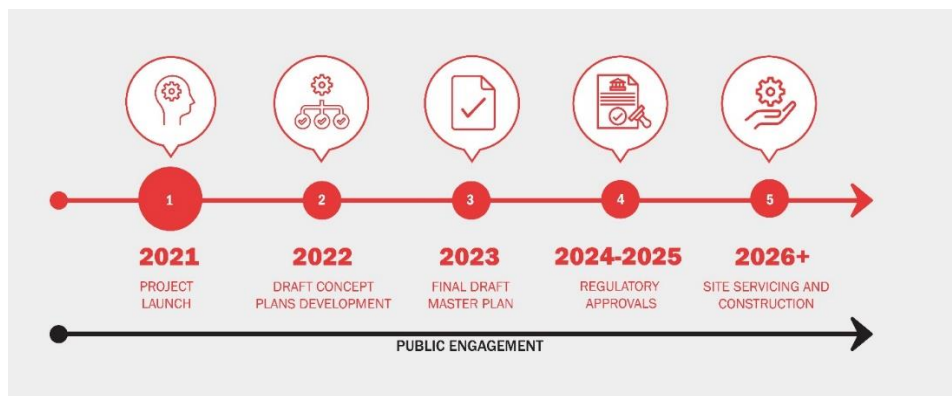 1
2
3
4
5
2021
PROJECT
LAUNCH
2022
DRAFT CONCEPT
PLANS DEVELOPMENT
2023
FINAL DRAFT
MASTER PLAN
2024-2025
REGULATORY
APPROVALS
2026+
SITE SERVICING AND
CONSTRUCTION
PUBLIC ENGAGEMENT